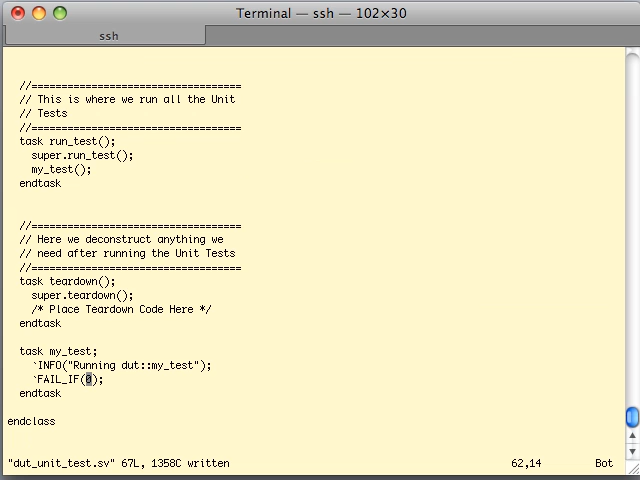 Terminal — ssh — 102×30
ssh
//===================================
// This is where we run all the Unit
// Tests
//===================================
task run_test();
super.run_test();
my_test();
endtask
//===================================
// Here we deconstruct anything we
// need after running the Unit Tests
//===================================
task teardown();
super.teardown();
/* Place Teardown Code Here */
endtask
task my_test;
`INFO("Running dut::my_test");
`FAIL_IF(0);
endtask
endclass
"dut_unit_test.sv" 67L, 1358C written 62,14 Bot